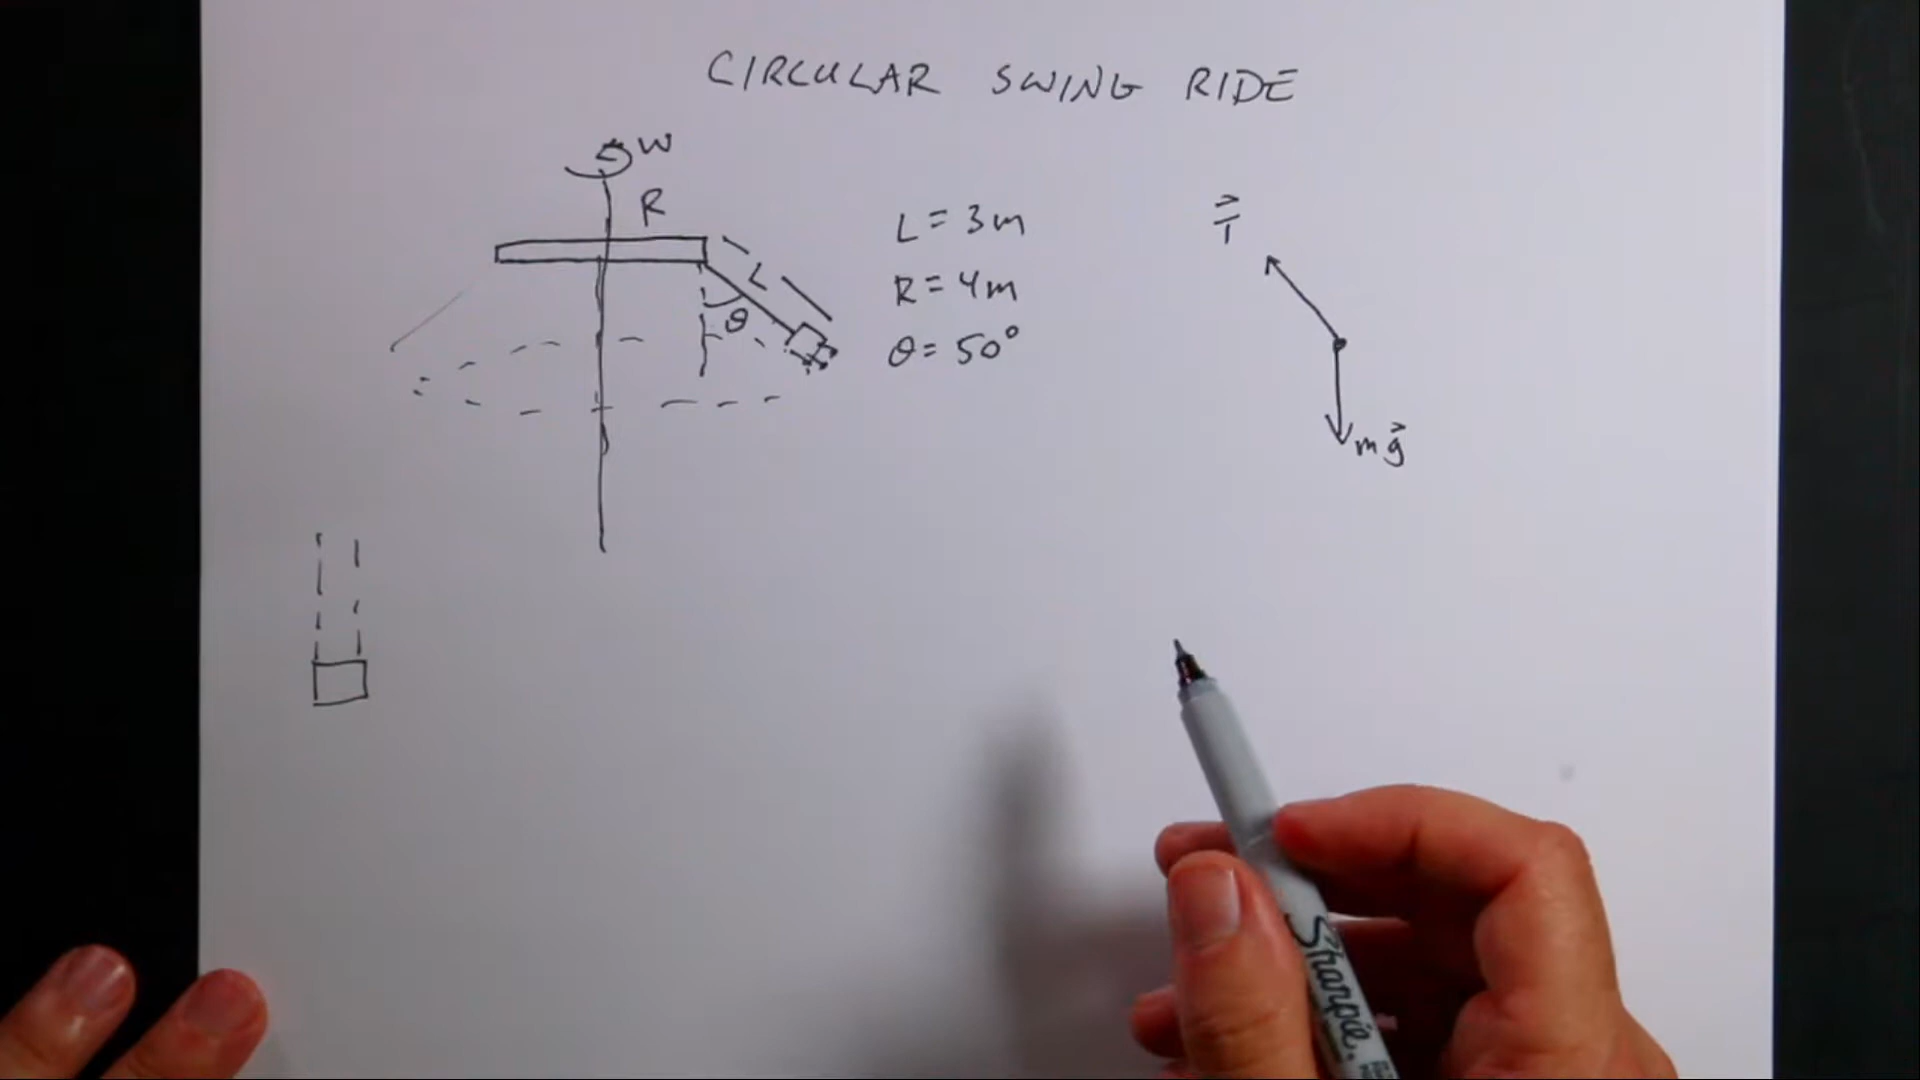 CIRCULAR SWING RIDE
W
R
L
θ
L = 3m
R = 4m
θ = 50°
T⃗
mg⃗
Sharpie.